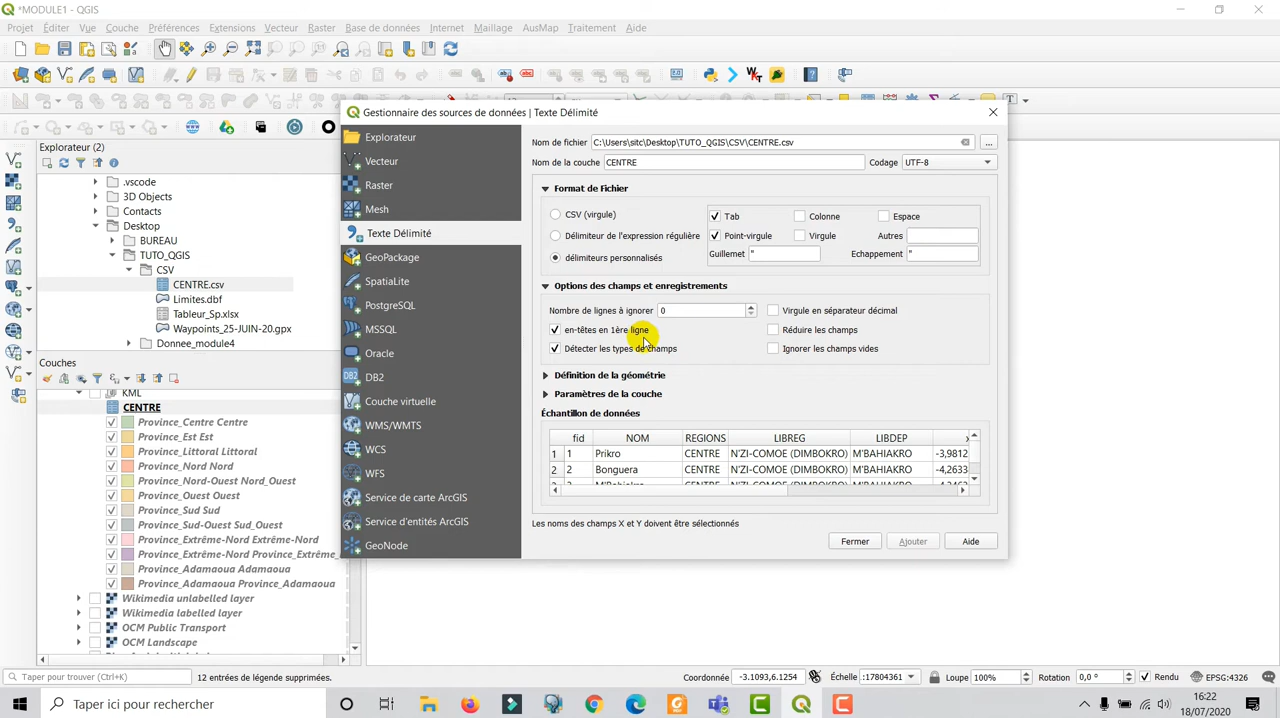 *MODULE1 - QGIS
Projet Éditer Vue Couche Préférences Extensions Vecteur Raster Base de données Internet Maillage AusMap Traitement Aide
Explorateur (2)
.vscode
3D Objects
Contacts
Desktop
BUREAU
TUTO_QGIS
CSV
CENTRE.csv
Limites.dbf
Tableur_Sp.xlsx
Waypoints_25-JUIN-20.gpx
Donnee_module4
Couches
KML
CENTRE
Province_Centre Centre
Province_Est Est
Province_Littoral Littoral
Province_Nord Nord
Province_Nord-Ouest Nord_Ouest
Province_Ouest Ouest
Province_Sud Sud
Province_Sud-Ouest Sud_Ouest
Province_Extrême-Nord Extrême-Nord
Province_Extrême-Nord Province_Extrême_
Province_Adamaoua Adamaoua
Province_Adamaoua Province_Adamaoua
Wikimedia unlabelled layer
Wikimedia labelled layer
OCM Public Transport
OCM Landscape
Gestionnaire des sources de données | Texte Délimité
Explorateur
Vecteur
Raster
Mesh
Texte Délimité
GeoPackage
SpatiaLite
PostgreSQL
MSSQL
Oracle
DB2
Couche virtuelle
WMS/WMTS
WCS
WFS
Service de carte ArcGIS
Service d'entités ArcGIS
GeoNode
Nom de fichier C:\Users\sitc\Desktop\TUTO_QGIS\CSV\CENTRE.csv ...
Nom de la couche CENTRE Codage UTF-8
Format de Fichier
CSV (virgule) Tab Colonne Espace
Délimiteur de l'expression régulière Point-virgule Virgule Autres
délimiteurs personnalisés Guillemet " Echappement "
Options des champs et enregistrements
Nombre de lignes à ignorer 0 Virgule en séparateur décimal
en-têtes en 1ère ligne Réduire les champs
Détecter les types de champs Ignorer les champs vides
Définition de la géométrie
Paramètres de la couche
Échantillon de données
fid NOM REGIONS LIBREG LIBDEP x
1 1 Prikro CENTRE N'ZI-COMOE (DIMBOKRO) M'BAHIAKRO -3,9812
2 2 Bonguera CENTRE N'ZI-COMOE (DIMBOKRO) M'BAHIAKRO -4,2633
Les noms des champs X et Y doivent être sélectionnés
Fermer Ajouter Aide
Taper pour trouver (Ctrl+K) 12 entrées de légende supprimées. Coordonnée -3.1093,6.1254 Échelle :17804361 Loupe 100% Rotation 0,0 ° Rendu EPSG:4326
Taper ici pour rechercher
16:22
18/07/2020